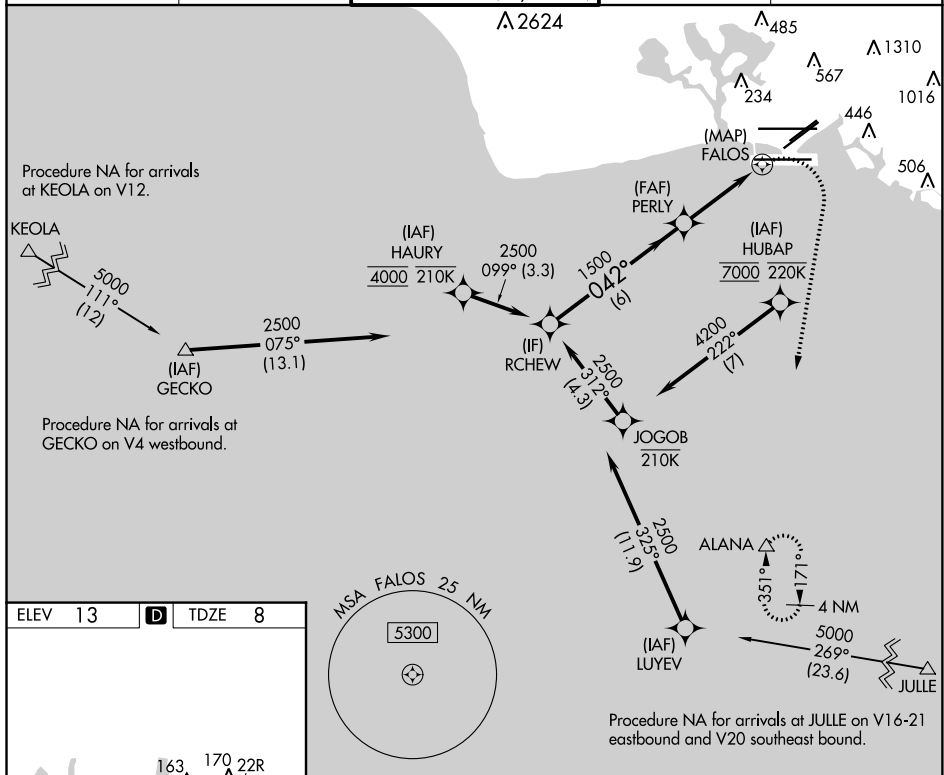 2624
485
1310
567
234
1016
446
(MAP)
FALOS
506
Procedure NA for arrivals
at KEOLA on V12.
(FAF)
PERLY
KEOLA
(IAF)
HAURY
4000 210K
2500
099° (3.3)
(IAF)
HUBAP
7000 220K
1500
042°
(6)
5000
111°
(12)
2500
075°
(13.1)
4200
222°
(7)
(IF)
RCHEW
(IAF)
GECKO
2500
312°
(4.3)
Procedure NA for arrivals at
GECKO on V4 westbound.
JOGOB
210K
2500
325°
(11.9)
ALANA
351°
171°
4 NM
MSA FALOS 25 NM
5300
ELEV 13 D TDZE 8
(IAF)
LUYEV
5000
269°
(23.6)
JULLE
Procedure NA for arrivals at JULLE on V16-21
eastbound and V20 southeast bound.
163 170 22R